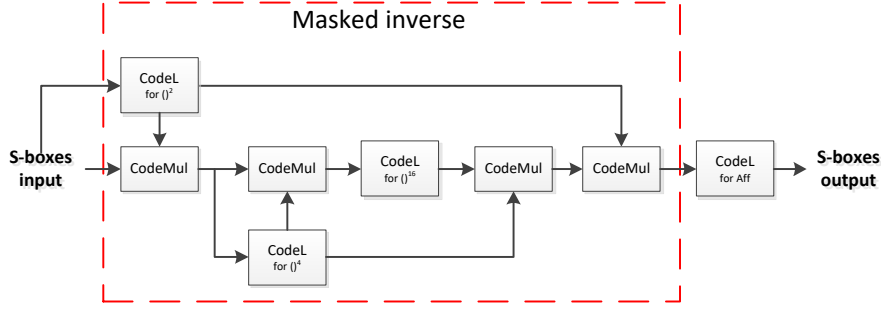 Masked inverse
CodeL
for ()²
S-boxes
input
CodeMul
CodeMul
CodeL
for ()¹⁶
CodeMul
CodeMul
CodeL
for Aff
S-boxes
output
CodeL
for ()⁴